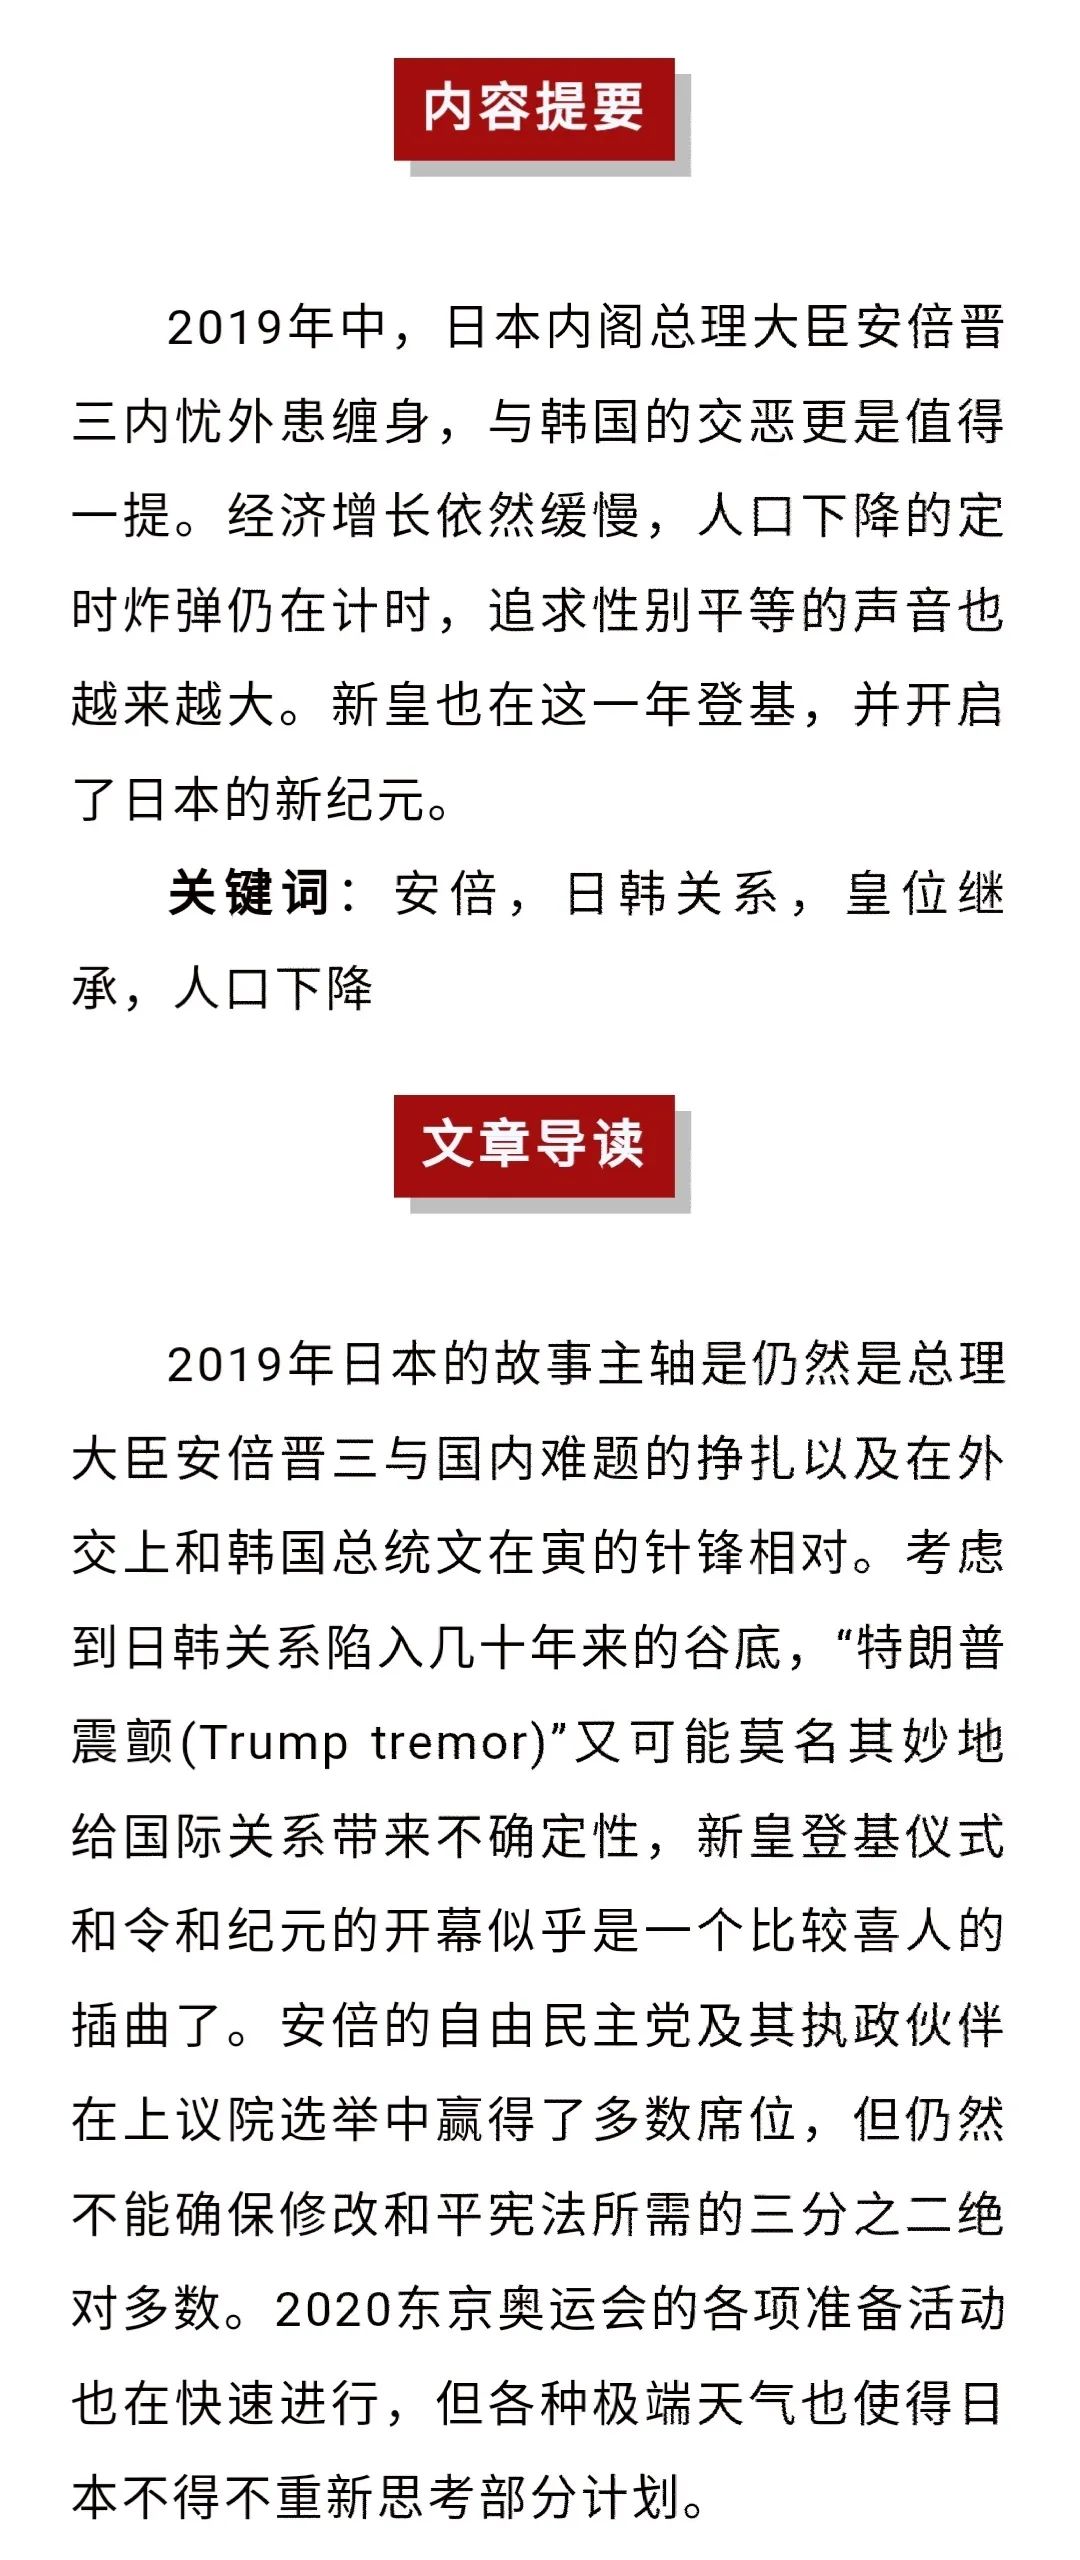 内容提要
2019年中，日本内阁总理大臣安倍晋
三内忧外患缠身，与韩国的交恶更是值得
一提。经济增长依然缓慢，人口下降的定
时炸弹仍在计时，追求性别平等的声音也
越来越大。新皇也在这一年登基，并开启
了日本的新纪元。
关键词：安倍，日韩关系，皇位继
承，人口下降
文章导读
2019年日本的故事主轴是仍然是总理
大臣安倍晋三与国内难题的挣扎以及在外
交上和韩国总统文在寅的针锋相对。考虑
到日韩关系陷入几十年来的谷底，“特朗普
震颤(Trump tremor)”又可能莫名其妙地
给国际关系带来不确定性，新皇登基仪式
和令和纪元的开幕似乎是一个比较喜人的
插曲了。安倍的自由民主党及其执政伙伴
在上议院选举中赢得了多数席位，但仍然
不能确保修改和平宪法所需的三分之二绝
对多数。2020东京奥运会的各项准备活动
也在快速进行，但各种极端天气也使得日
本不得不重新思考部分计划。